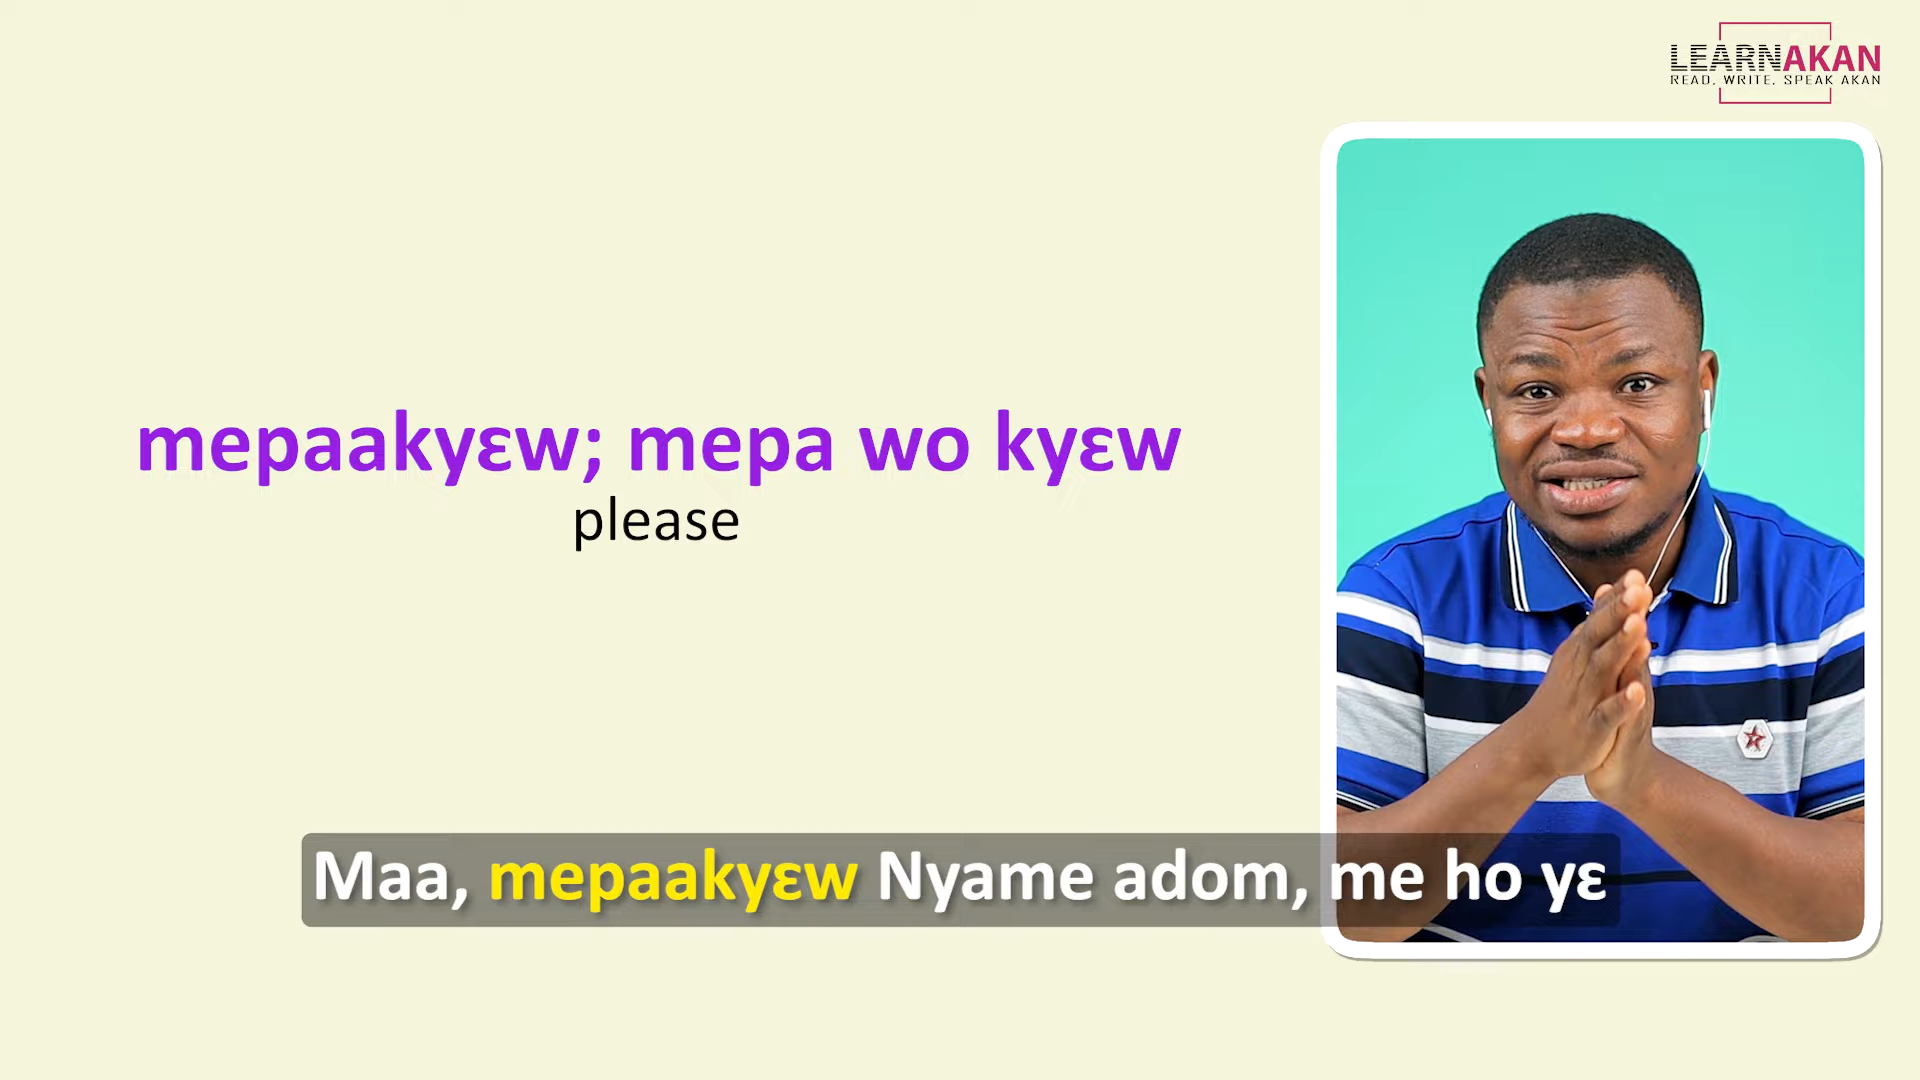 LEARNAKAN
READ, WRITE, SPEAK AKAN
mepaakyɛw; mepa wo kyɛw
please
Maa, mepaakyɛw Nyame adom, me ho yɛ